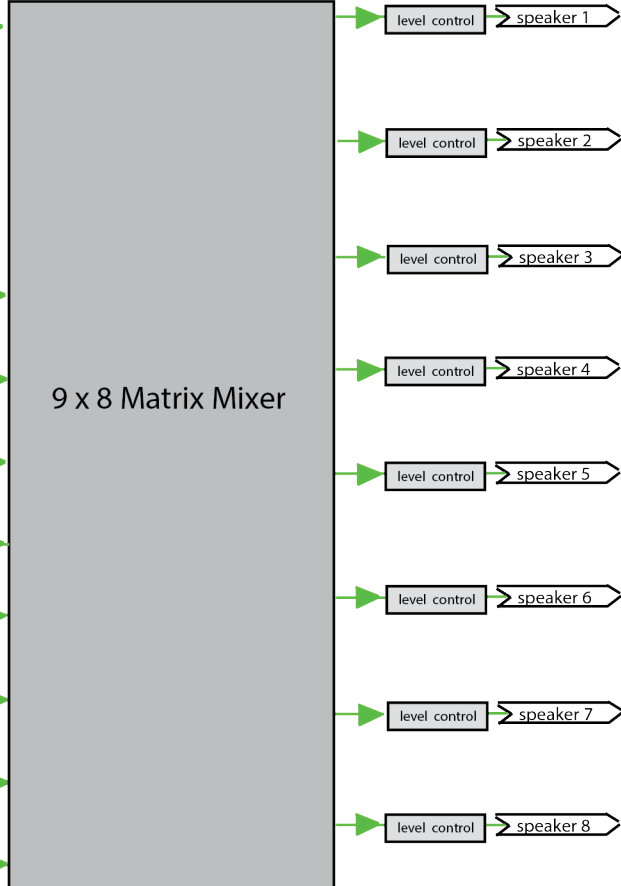 level control
speaker 1
level control
speaker 2
level control
speaker 3
level control
speaker 4
9 x 8 Matrix Mixer
level control
speaker 5
level control
speaker 6
level control
speaker 7
level control
speaker 8